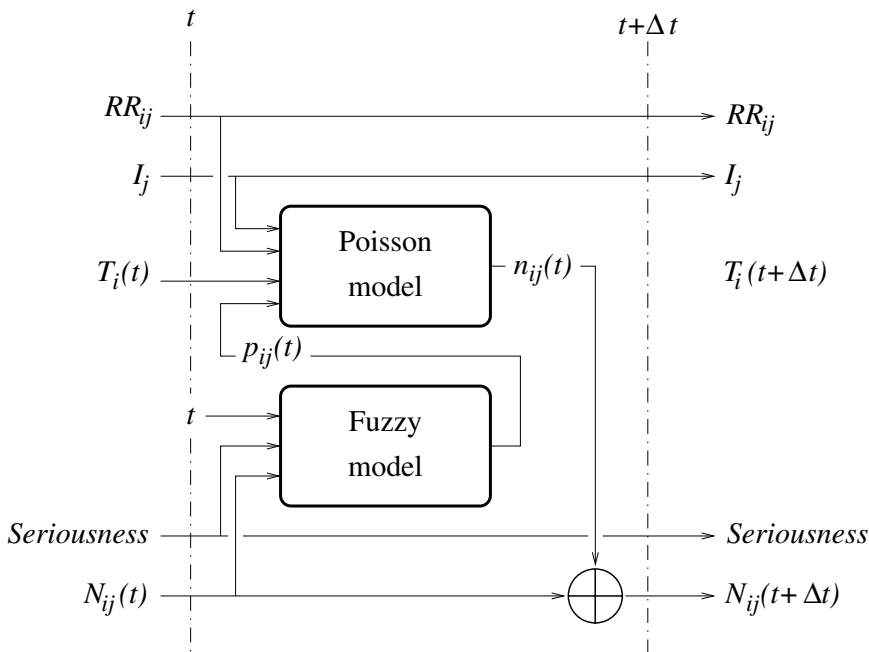 t
t+Δt
RR_ij
RR_ij
I_j
I_j
Poisson
model
T_i(t)
n_ij(t)
T_i(t+Δt)
p_ij(t)
t
Fuzzy
model
Seriousness
Seriousness
N_ij(t)
N_ij(t+Δt)